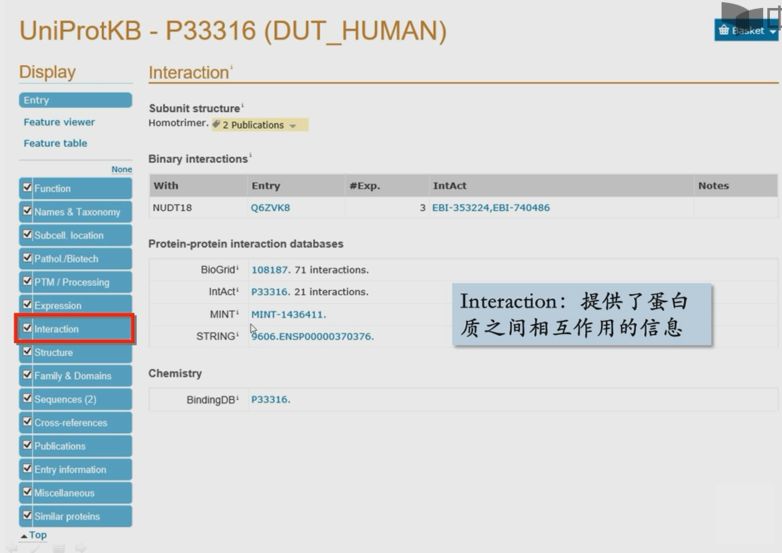 UniProtKB - P33316 (DUT_HUMAN)
Basket
Display
Entry
Feature viewer
Feature table
None
Function
Names & Taxonomy
Subcell. location
Pathol./Biotech
PTM / Processing
Expression
Interaction
Structure
Family & Domains
Sequences (2)
Cross-references
Publications
Entry information
Miscellaneous
Similar proteins
Top
Interaction i
Subunit structure i
Homotrimer. 2 Publications
Binary interactions i
With Entry #Exp. IntAct Notes
NUDT18 Q6ZVK8 3 EBI-353224,EBI-740486
Protein-protein interaction databases
BioGrid i 108187. 71 interactions.
IntAct i P33316. 21 interactions.
MINT i MINT-1436411.
STRING i 9606.ENSP00000370376.
Chemistry
BindingDB i P33316.
Interaction：提供了蛋白
质之间相互作用的信息